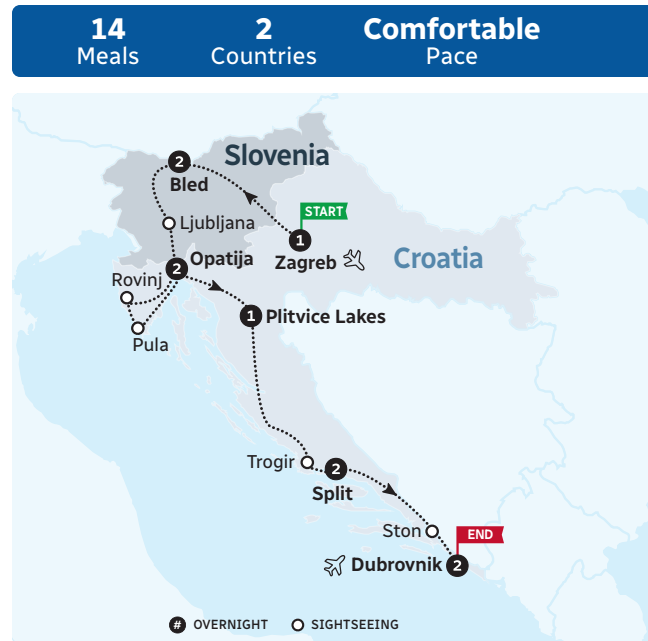 14
Meals
2
Countries
Comfortable
Pace
Slovenia
2
Bled
Ljubljana
START
1
Zagreb
Croatia
2
Opatija
Rovinj
Pula
1
Plitvice Lakes
Trogir
2
Split
Ston
END
Dubrovnik
2
# OVERNIGHT
SIGHTSEEING